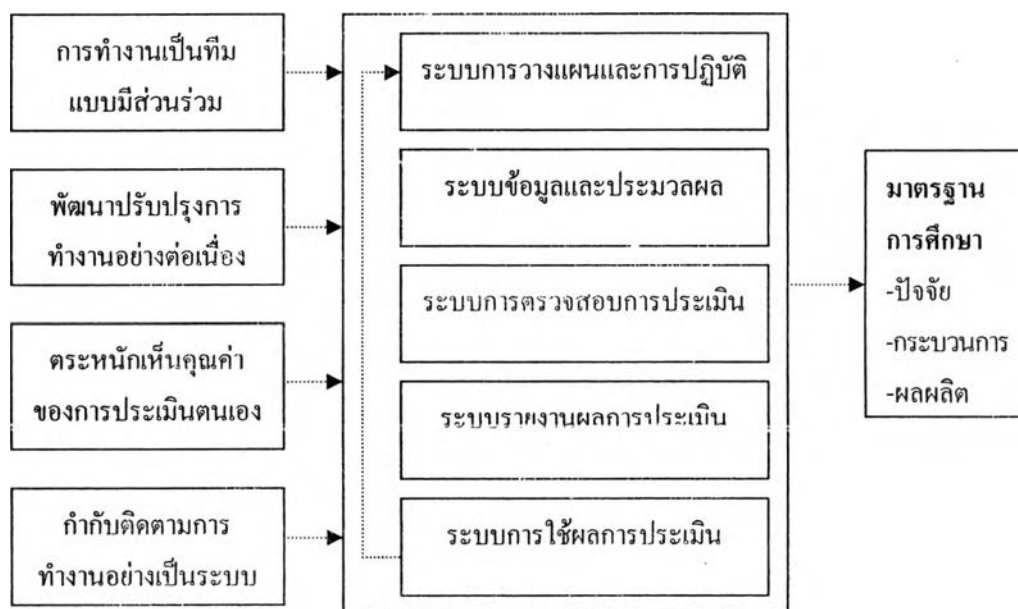 การทำงานเป็นทีม
แบบมีส่วนร่วม
พัฒนาปรับปรุงการ
ทำงานอย่างต่อเนื่อง
ตระหนักเห็นคุณค่า
ของการประเมินตนเอง
กำกับติดตามการ
ทำงานอย่างเป็นระบบ
ระบบการวางแผนและการปฏิบัติ
ระบบข้อมูลและประมวลผล
ระบบการตรวจสอบการประเมิน
ระบบรายงานผลการประเมิน
ระบบการใช้ผลการประเมิน
มาตรฐาน
การศึกษา
-ปัจจัย
-กระบวนการ
-ผลผลิต